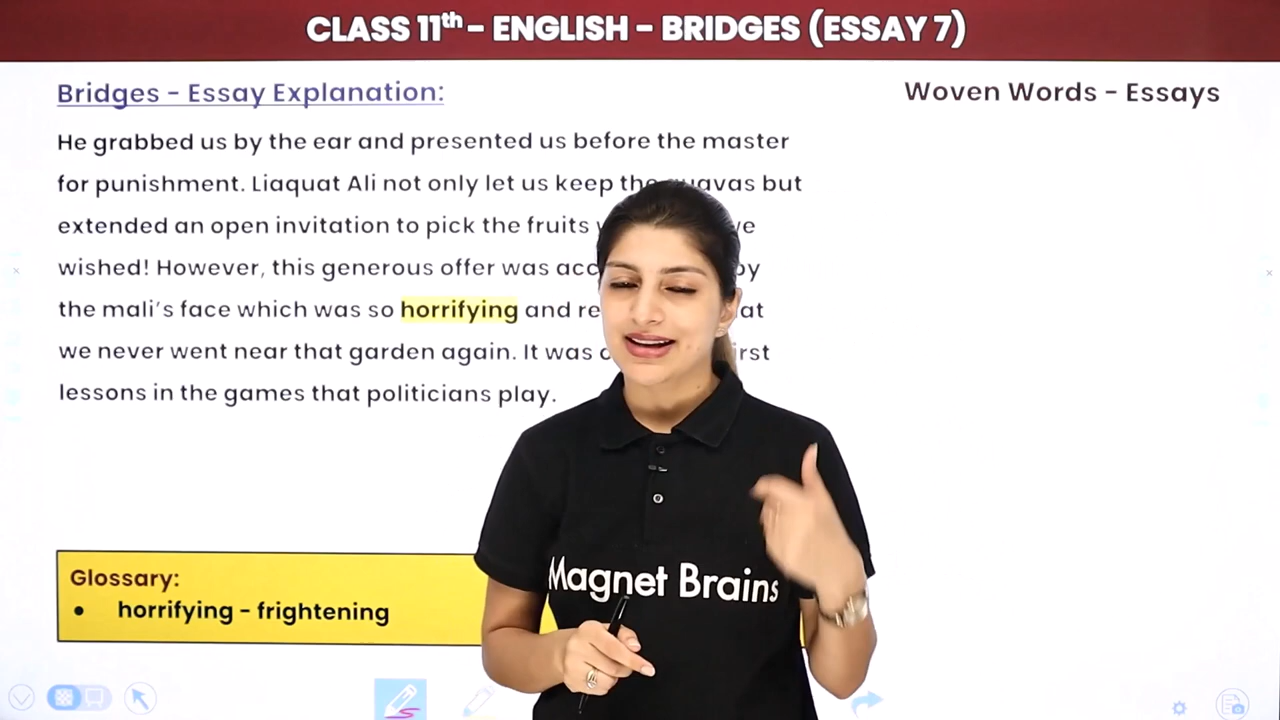 CLASS 11th - ENGLISH - BRIDGES (ESSAY 7)
Bridges - Essay Explanation:
Woven Words - Essays
He grabbed us by the ear and presented us before the master
for punishment. Liaquat Ali not only let us keep the guavas but
extended an open invitation to pick the fruits
wished! However, this generous offer was by
the mali's face which was so horrifying and
we never went near that garden again. It was
lessons in the games that politicians play.
Glossary:
• horrifying - frightening
Magnet Brains